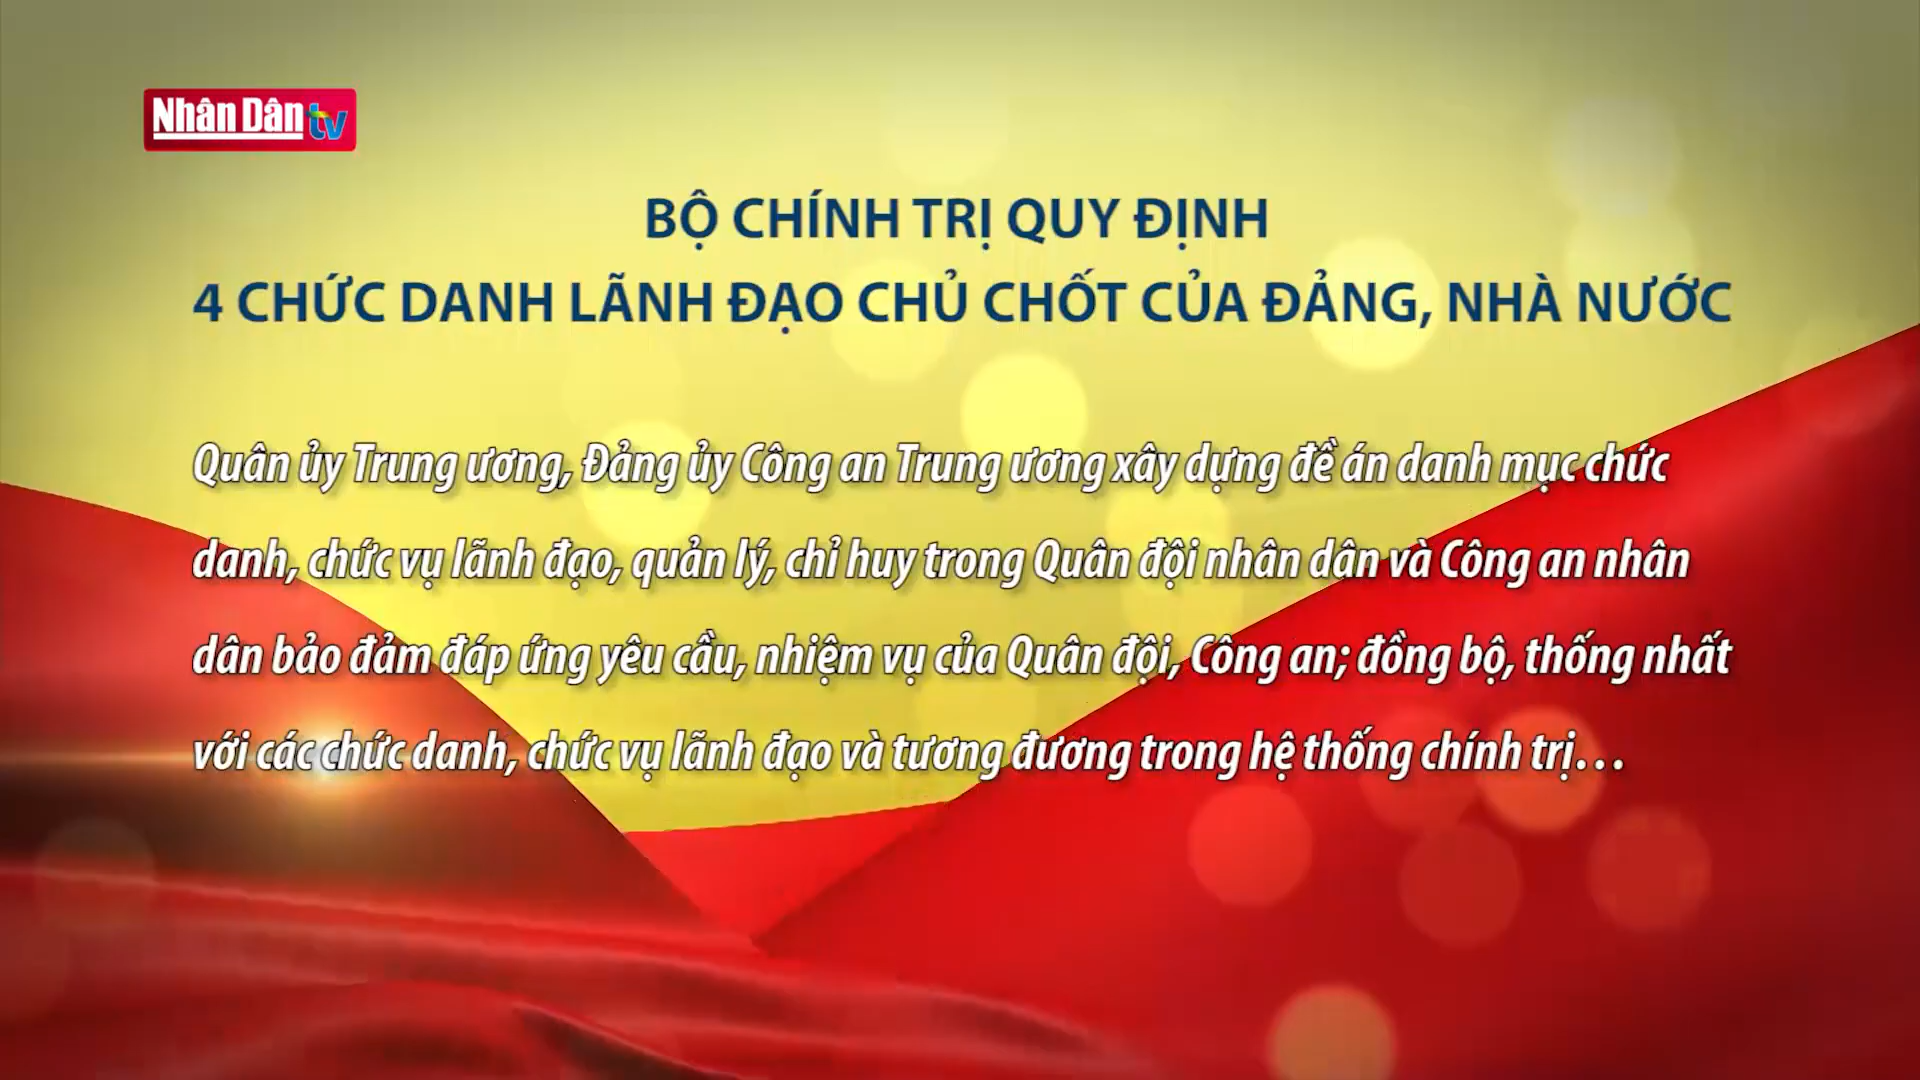 Nhân Dân tv
BỘ CHÍNH TRỊ QUY ĐỊNH
4 CHỨC DANH LÃNH ĐẠO CHỦ CHỐT CỦA ĐẢNG, NHÀ NƯỚC
Quân ủy Trung ương, Đảng ủy Công an Trung ương xây dựng đề án danh mục chức
danh, chức vụ lãnh đạo, quản lý, chỉ huy trong Quân đội nhân dân và Công an nhân
dân bảo đảm đáp ứng yêu cầu, nhiệm vụ của Quân đội, Công an; đồng bộ, thống nhất
với các chức danh, chức vụ lãnh đạo và tương đương trong hệ thống chính trị...